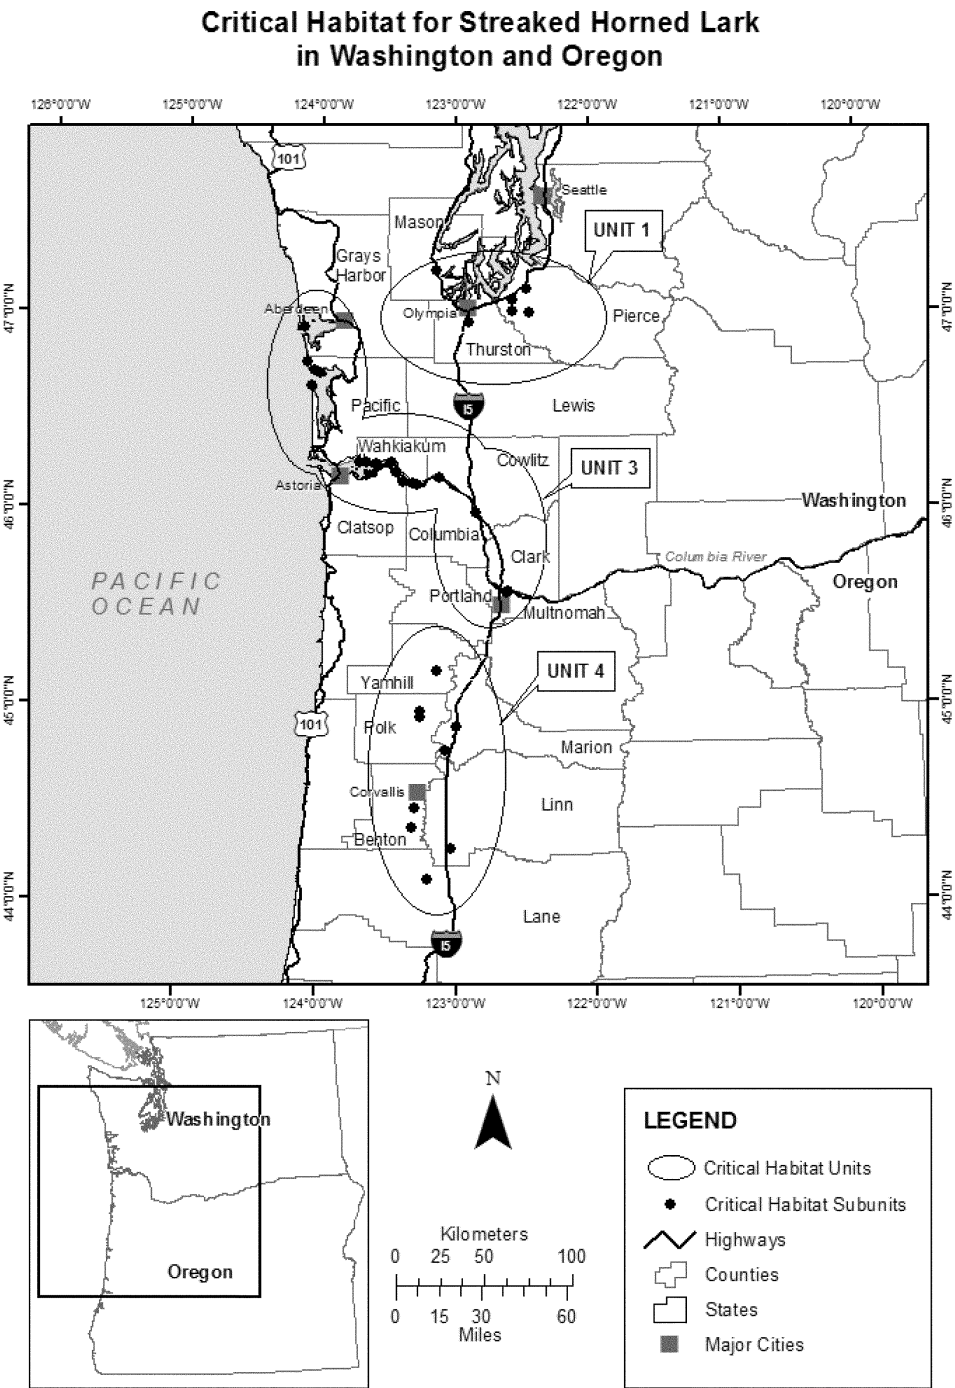 Critical Habitat for Streaked Horned Lark
in Washington and Oregon
126°0'0"W 125°0'0"W 124°0'0"W 123°0'0"W 122°0'0"W 121°0'0"W 120°0'0"W
101
Seattle
Mason
UNIT 1
Grays
Harbor
47°0'0"N
Aberdeen
Olympia
Pierce
47°0'0"N
Thurston
15
Pacific
Lewis
Wahkiakum
Cowlitz
UNIT 3
Astoria
Washington
46°0'0"N
Clatsop
Columbia
46°0'0"N
Clark
Columbia River
PACIFIC
OCEAN
Oregon
Portland
Multnomah
UNIT 4
Yamhill
45°0'0"N
101
Polk
45°0'0"N
Marion
Corvallis
Linn
Benton
44°0'0"N
Lane
44°0'0"N
15
125°0'0"W 124°0'0"W 123°0'0"W 122°0'0"W 121°0'0"W 120°0'0"W
Washington
Oregon
N
Kilometers
0 25 50 100
0 15 30 60
Miles
LEGEND
Critical Habitat Units
Critical Habitat Subunits
Highways
Counties
States
Major Cities